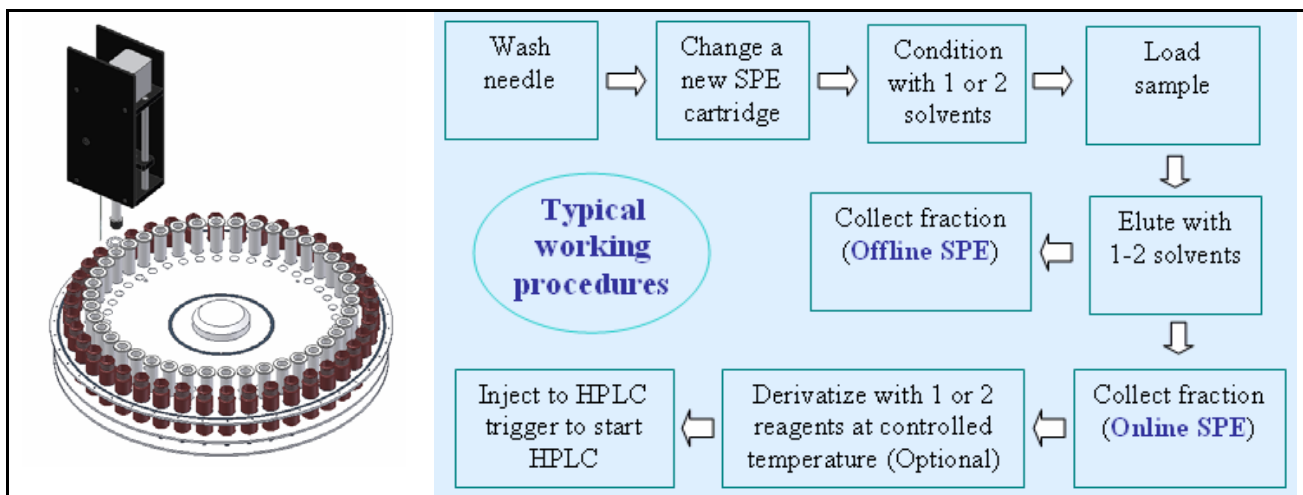 Wash
needle
Change a
new SPE
cartridge
Condition
with 1 or 2
solvents
Load
sample
Typical
working
procedures
Collect fraction
(Offline SPE)
Elute with
1-2 solvents
Inject to HPLC
trigger to start
HPLC
Derivatize with 1 or 2
reagents at controlled
temperature (Optional)
Collect fraction
(Online SPE)